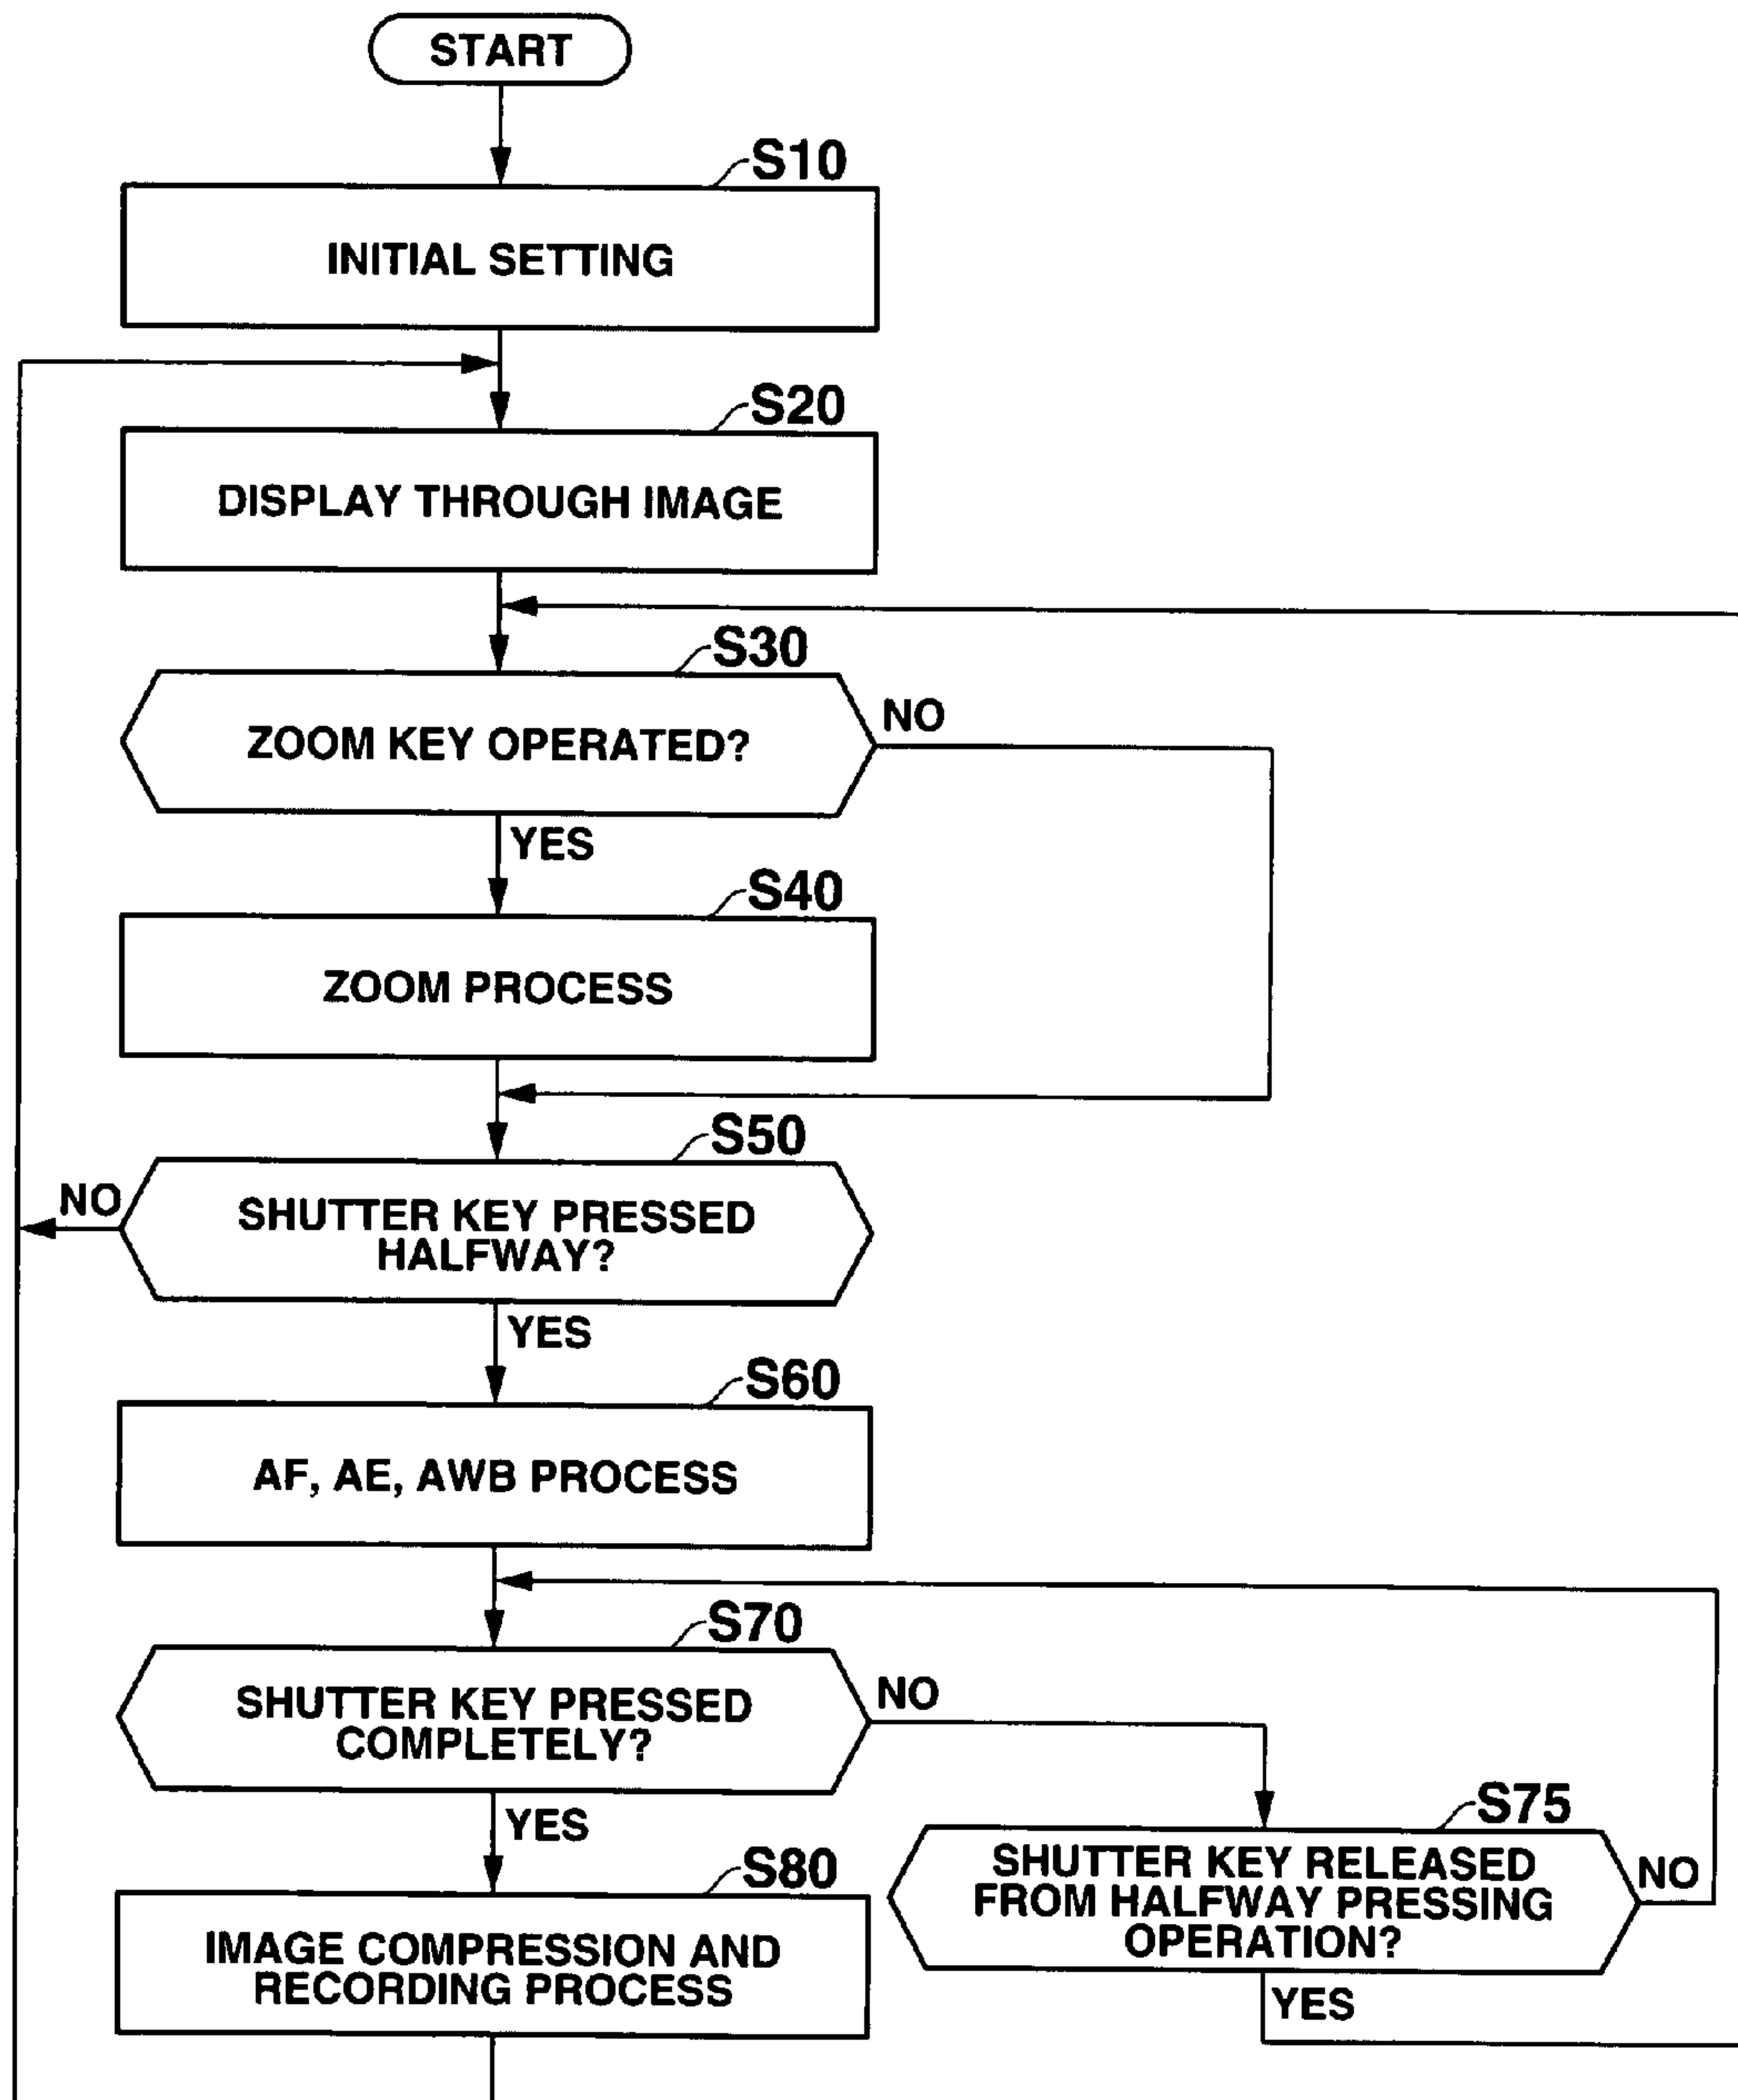 START
S10
INITIAL SETTING
S20
DISPLAY THROUGH IMAGE
S30
ZOOM KEY OPERATED?
NO
YES
S40
ZOOM PROCESS
S50
SHUTTER KEY PRESSED
HALFWAY?
NO
YES
S60
AF, AE, AWB PROCESS
S70
SHUTTER KEY PRESSED
COMPLETELY?
NO
YES
S75
SHUTTER KEY RELEASED
FROM HALFWAY PRESSING
OPERATION?
NO
YES
S80
IMAGE COMPRESSION AND
RECORDING PROCESS